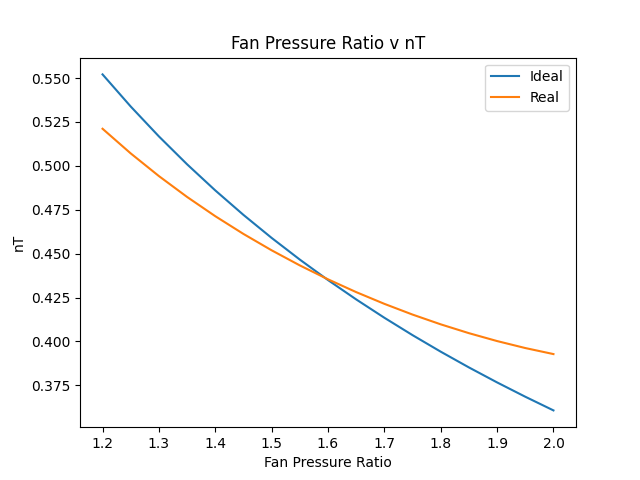 Fan Pressure Ratio v nT
Ideal
Real
0.550
0.525
0.500
0.475
0.450
0.425
0.400
0.375
nT
1.2 1.3 1.4 1.5 1.6 1.7 1.8 1.9 2.0
Fan Pressure Ratio